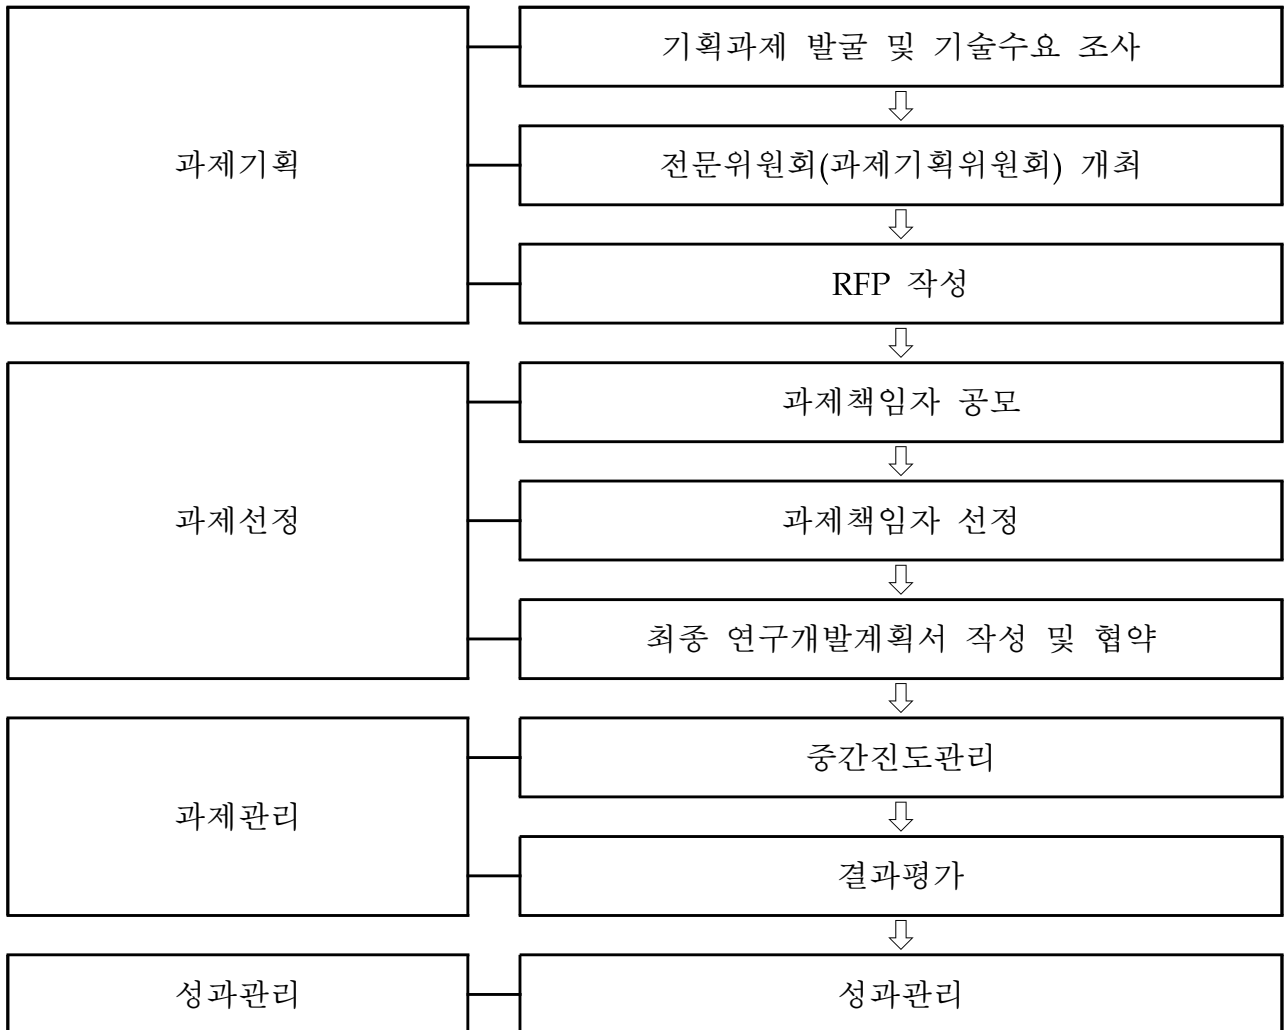 과제기획
기획과제 발굴 및 기술수요 조사
전문위원회(과제기획위원회) 개최
RFP 작성
과제선정
과제책임자 공모
과제책임자 선정
최종 연구개발계획서 작성 및 협약
과제관리
중간진도관리
결과평가
성과관리
성과관리